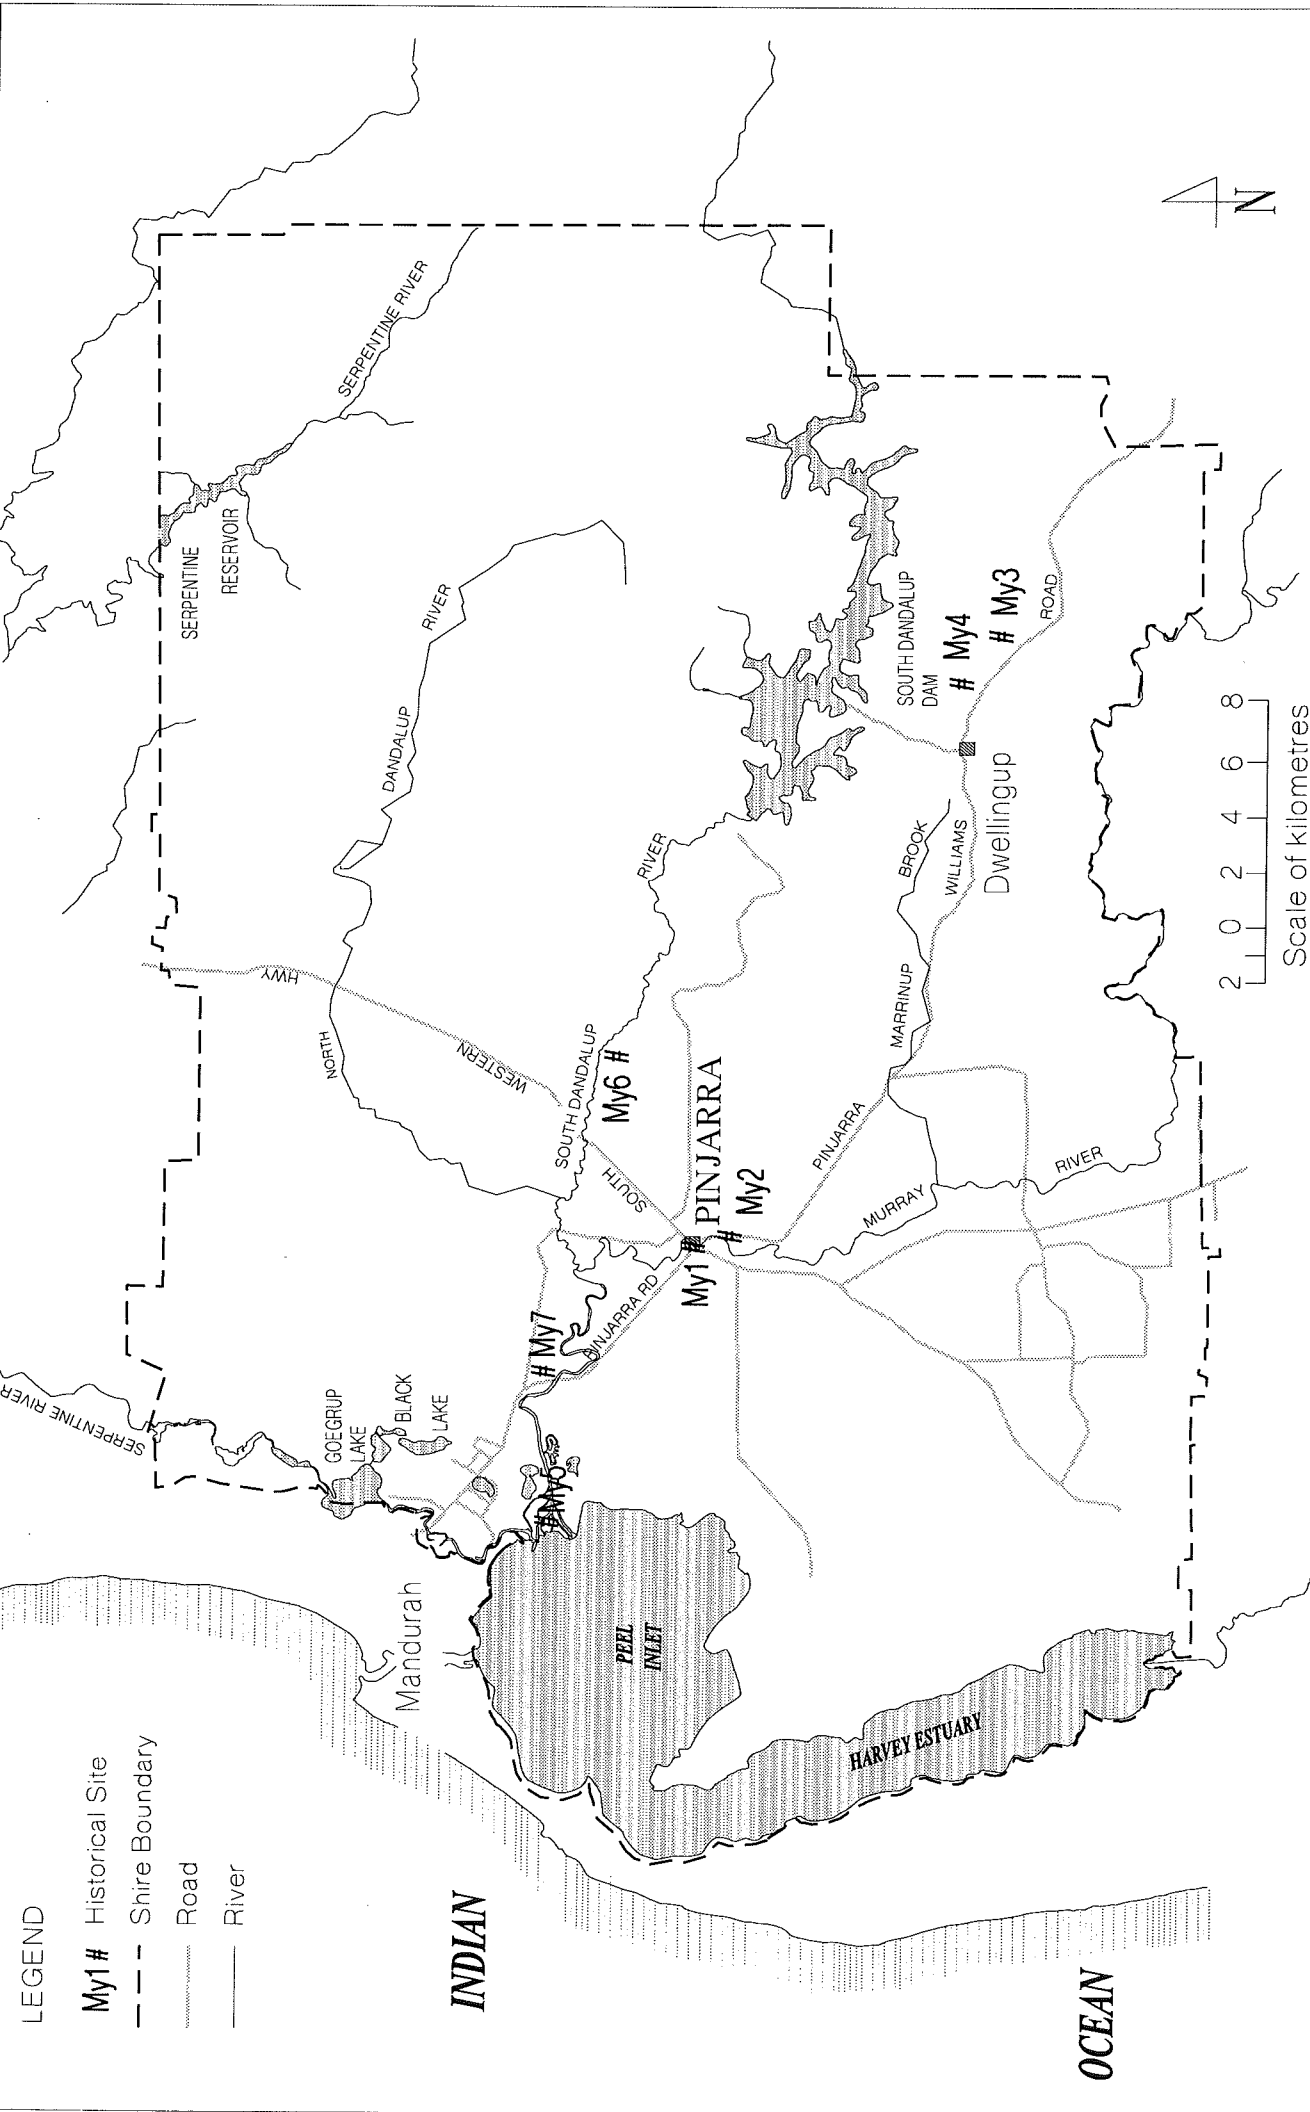 LEGEND
My1 # Historical Site
Shire Boundary
Road
River
INDIAN
OCEAN
Mandurah
PEEL
INLET
HARVEY ESTUARY
SERPENTINE RIVER
GOEGRUP
LAKE
BLACK
LAKE
# My5
# My7
PINJARRA RD
My1 #
PINJARRA
# My2
My6 #
SOUTH
WESTERN
HWY
NORTH
DANDALUP
RIVER
SOUTH DANDALUP
RIVER
SERPENTINE
RESERVOIR
SERPENTINE RIVER
SOUTH DANDALUP
DAM
# My4
# My3
PINJARRA
WILLIAMS
ROAD
MARRINUP
BROOK
Dwellingup
MURRAY
RIVER
2 0 2 4 6 8
Scale of kilometres
N